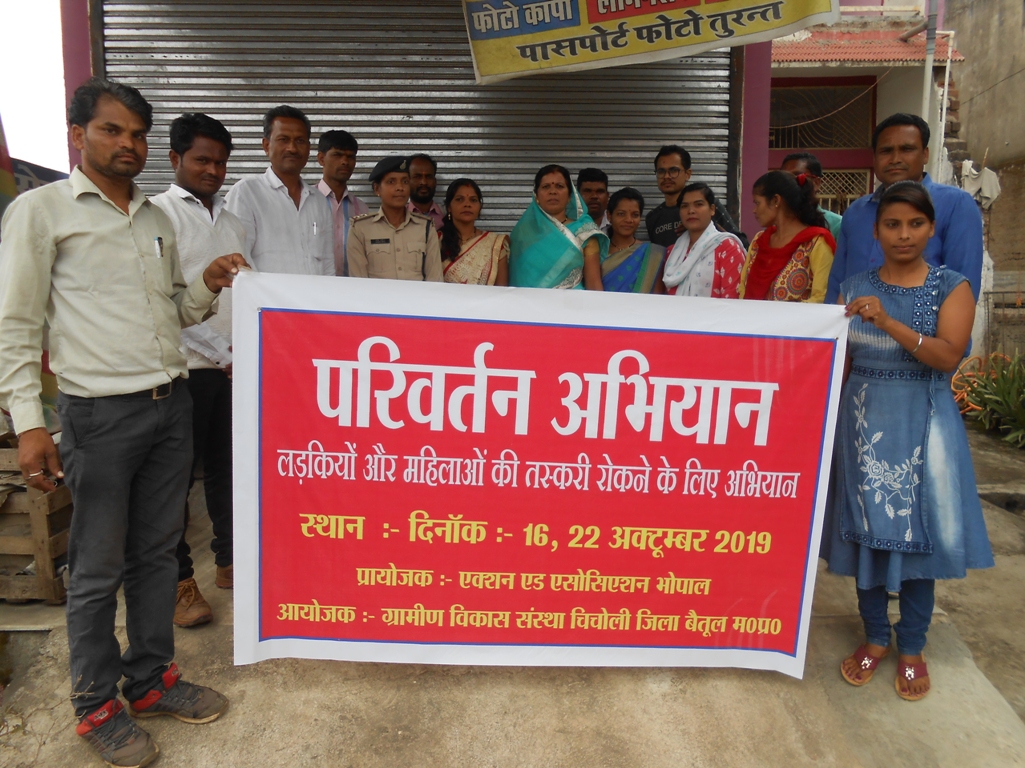 फोटो कॉपी
पासपोर्ट फोटो तुरन्त
CORE
परिवर्तन अभियान
लड़कियों और महिलाओं की तस्करी रोकने के लिए अभियान
स्थान :- दिनॉक :- 16, 22 अक्टूम्बर 2019
प्रायोजक :- एक्शन एड एसोसिएशन भोपाल
आयोजक :- ग्रामीण विकास संस्था चिचोली जिला बैतूल म०प्र०